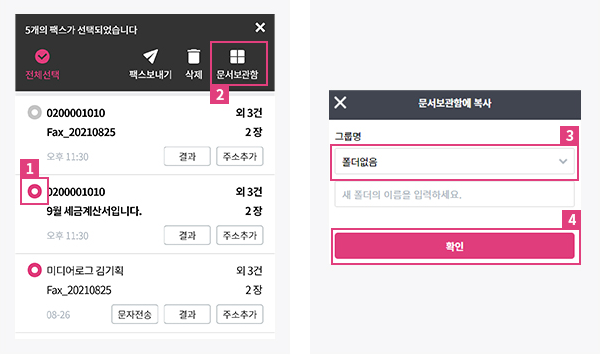 5개의 팩스가 선택되었습니다
전체선택 팩스보내기 삭제 문서보관함
2
0200001010 외 3건
Fax_20210825 2 장
오후 11:30 결과 주소추가
1
0200001010 외 3건
9월 세금계산서입니다. 2 장
오후 11:30 결과 주소추가
미디어로그 김기획 외 3건
Fax_20210825 2 장
08-26 문자전송 결과 주소추가
문서보관함에 복사
그룹명
3
폴더없음
새 폴더의 이름을 입력하세요.
4
확인